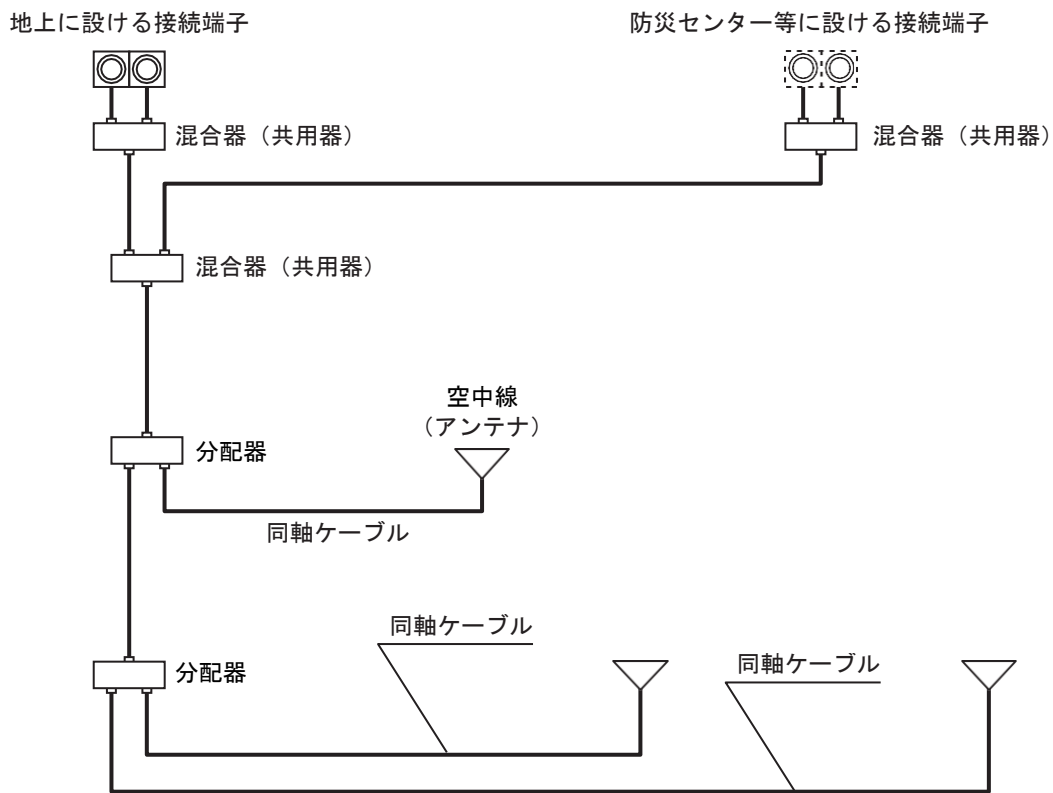 地上に設ける接続端子
防災センター等に設ける接続端子
混合器（共用器）
混合器（共用器）
混合器（共用器）
空中線
（アンテナ）
分配器
同軸ケーブル
同軸ケーブル
同軸ケーブル
分配器